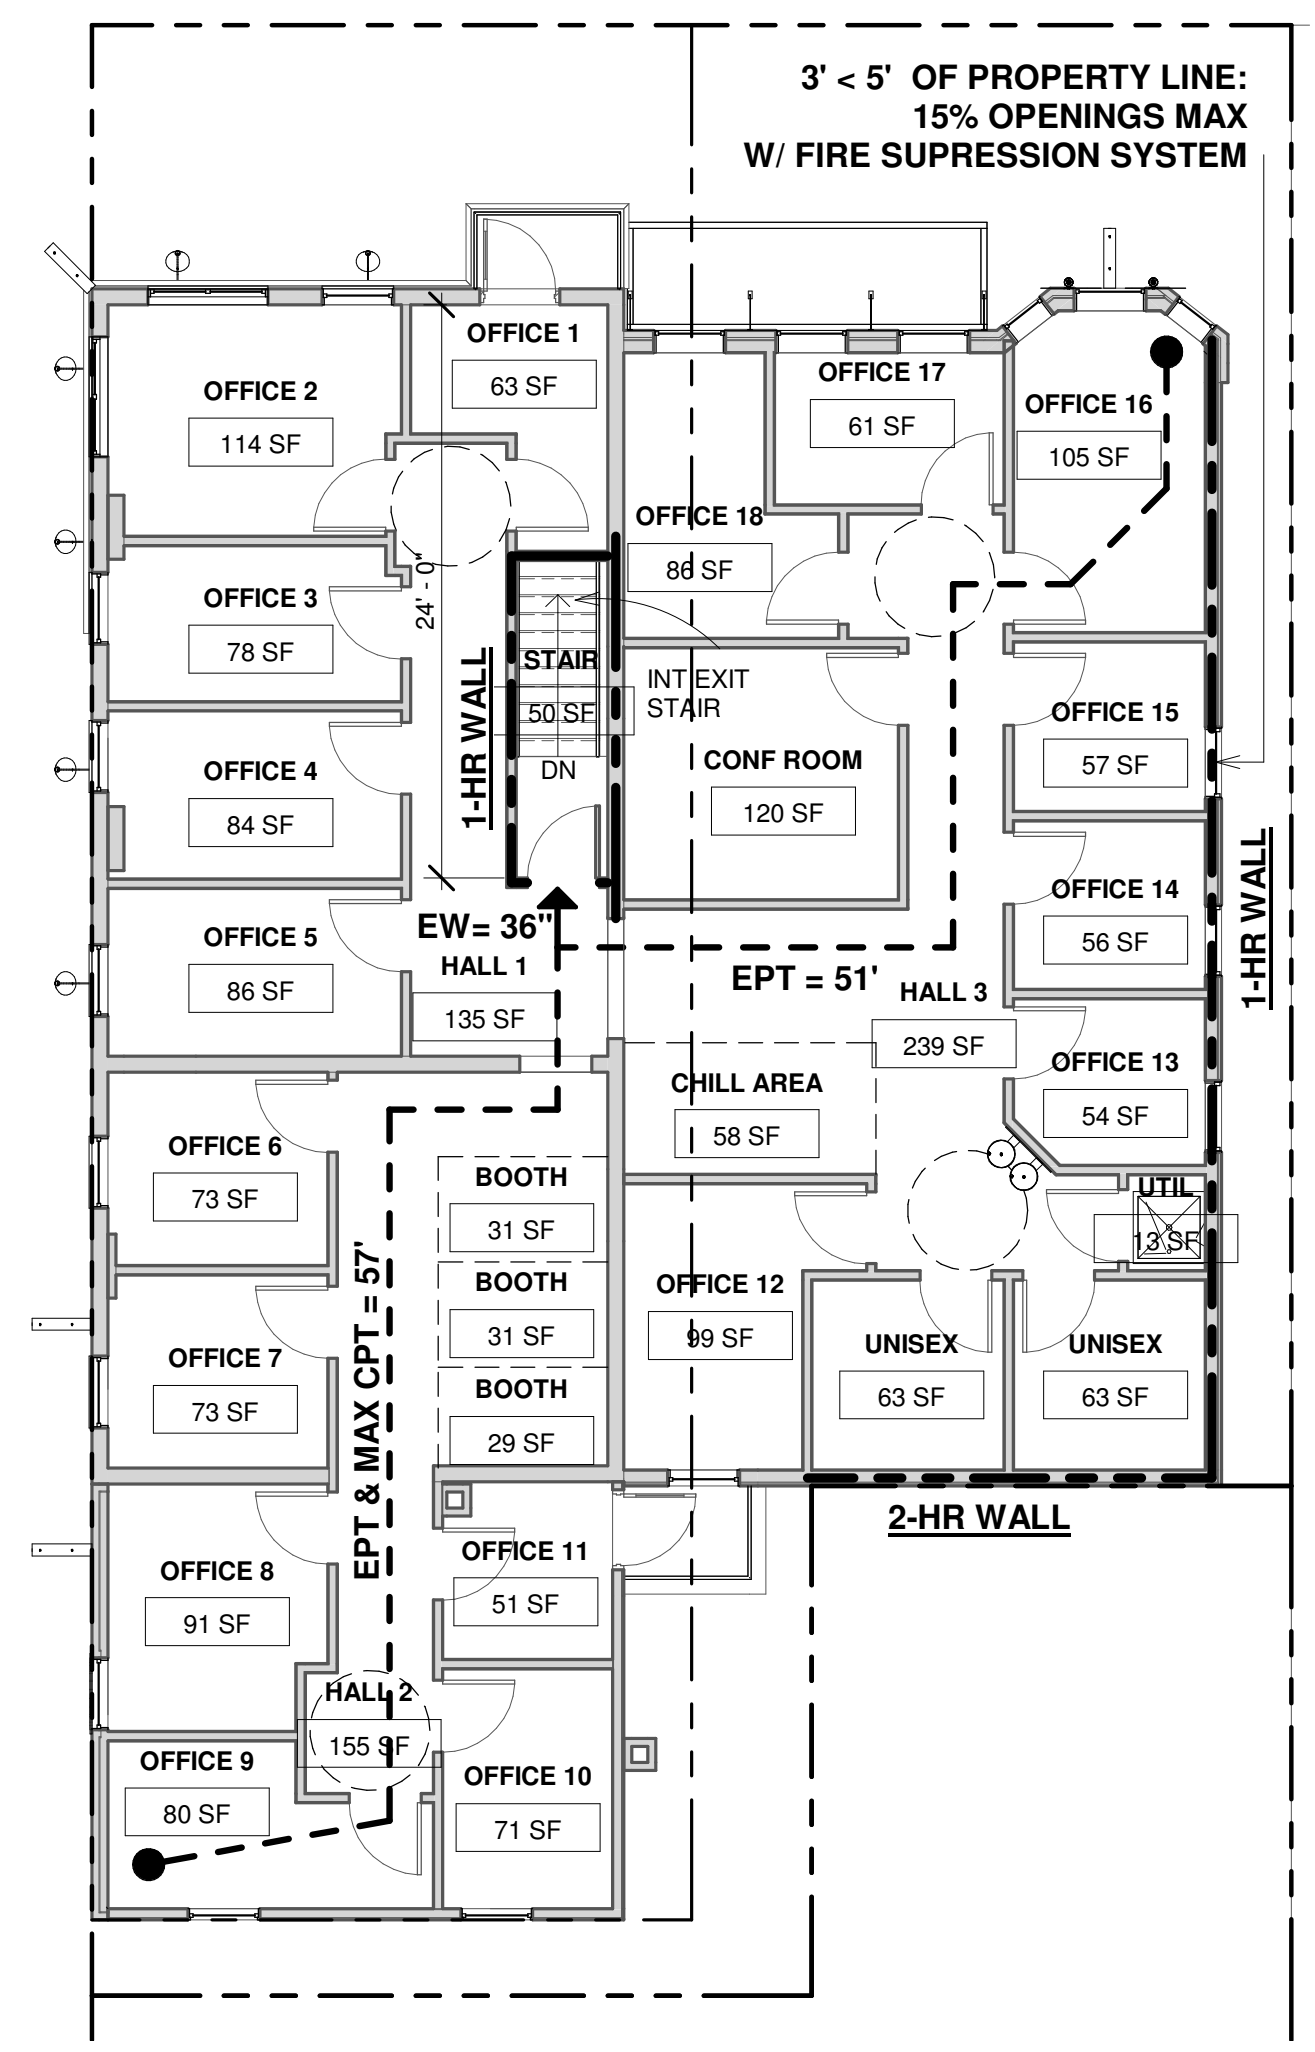 3' < 5'  OF PROPERTY LINE:
15% OPENINGS MAX
W/ FIRE SUPRESSION SYSTEM
OFFICE 1
63 SF
OFFICE 2
114 SF
OFFICE 17
61 SF
OFFICE 16
105 SF
OFFICE 18
86 SF
24' - 0"
OFFICE 3
78 SF
1-HR WALL
STAIR
50 SF
DN
INT EXIT
STAIR
OFFICE 15
57 SF
OFFICE 4
84 SF
CONF ROOM
120 SF
OFFICE 14
56 SF
1-HR WALL
OFFICE 5
86 SF
EW= 36"
HALL 1
135 SF
EPT = 51'
HALL 3
239 SF
OFFICE 13
54 SF
CHILL AREA
58 SF
OFFICE 6
73 SF
BOOTH
31 SF
UTIL
13 SF
BOOTH
31 SF
OFFICE 12
99 SF
EPT & MAX CPT = 57'
OFFICE 7
73 SF
BOOTH
29 SF
UNISEX
63 SF
UNISEX
63 SF
2-HR WALL
OFFICE 8
91 SF
OFFICE 11
51 SF
HALL 2
155 SF
OFFICE 9
80 SF
OFFICE 10
71 SF